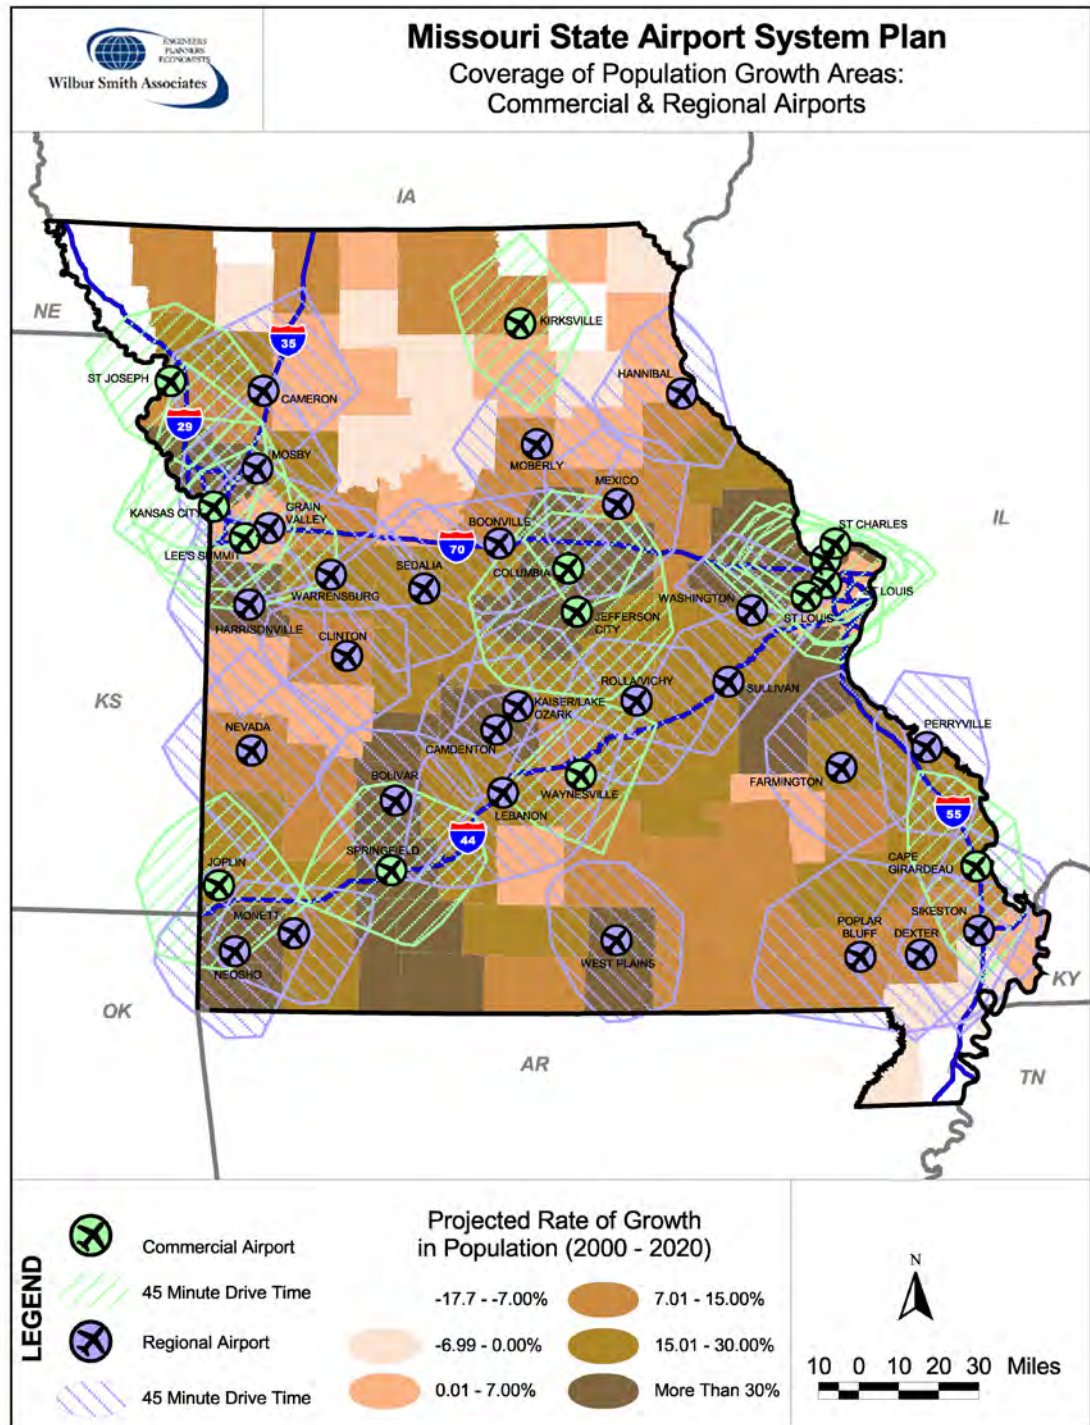 ENGINEERS
PLANNERS
ECONOMISTS
Wilbur Smith Associates
Missouri State Airport System Plan
Coverage of Population Growth Areas:
Commercial & Regional Airports
IA
NE
KIRKSVILLE
35
ST JOSEPH
HANNIBAL
CAMERON
29
MOSBY
MOBERLY
MEXICO
KANSAS CITY
GRAIN
VALLEY
BOONVILLE
ST CHARLES
IL
LEE'S SUMMIT
70
SEDALIA
COLUMBIA
WARRENSBURG
WASHINGTON
ST LOUIS
HARRISONVILLE
JEFFERSON
CITY
ST LOUIS
CLINTON
KS
ROLLA/VICHY
SULLIVAN
KAISER/LAKE
OZARK
NEVADA
CAMDENTON
PERRYVILLE
BOLIVAR
WAYNESVILLE
FARMINGTON
LEBANON
55
44
SPRINGFIELD
JOPLIN
CAPE
GIRARDEAU
MONETT
SIKESTON
POPLAR
BLUFF
DEXTER
NEOSHO
WEST PLAINS
KY
OK
AR
TN
LEGEND
Commercial Airport
45 Minute Drive Time
Regional Airport
45 Minute Drive Time
Projected Rate of Growth
in Population (2000 - 2020)
-17.7 - -7.00%
7.01 - 15.00%
-6.99 - 0.00%
15.01 - 30.00%
0.01 - 7.00%
More Than 30%
N
10 0 10 20 30 Miles